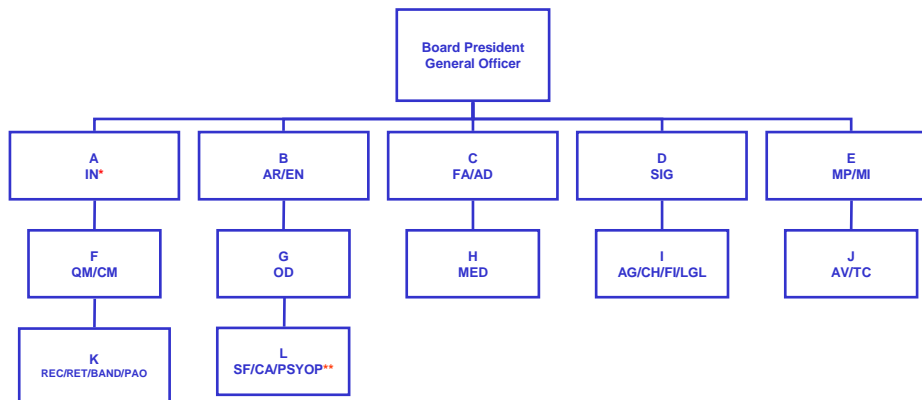 Board President
General Officer
A
IN*
B
AR/EN
C
FA/AD
D
SIG
E
MP/MI
F
QM/CM
G
OD
H
MED
I
AG/CH/FI/LGL
J
AV/TC
K
REC/RET/BAND/PAO
L
SF/CA/PSYOP**